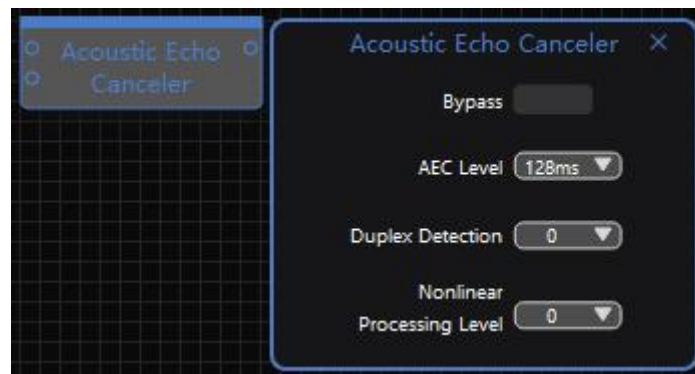 Acoustic Echo
Canceler
Acoustic Echo Canceler ×
Bypass
AEC Level 128ms
Duplex Detection 0
Nonlinear
Processing Level 0